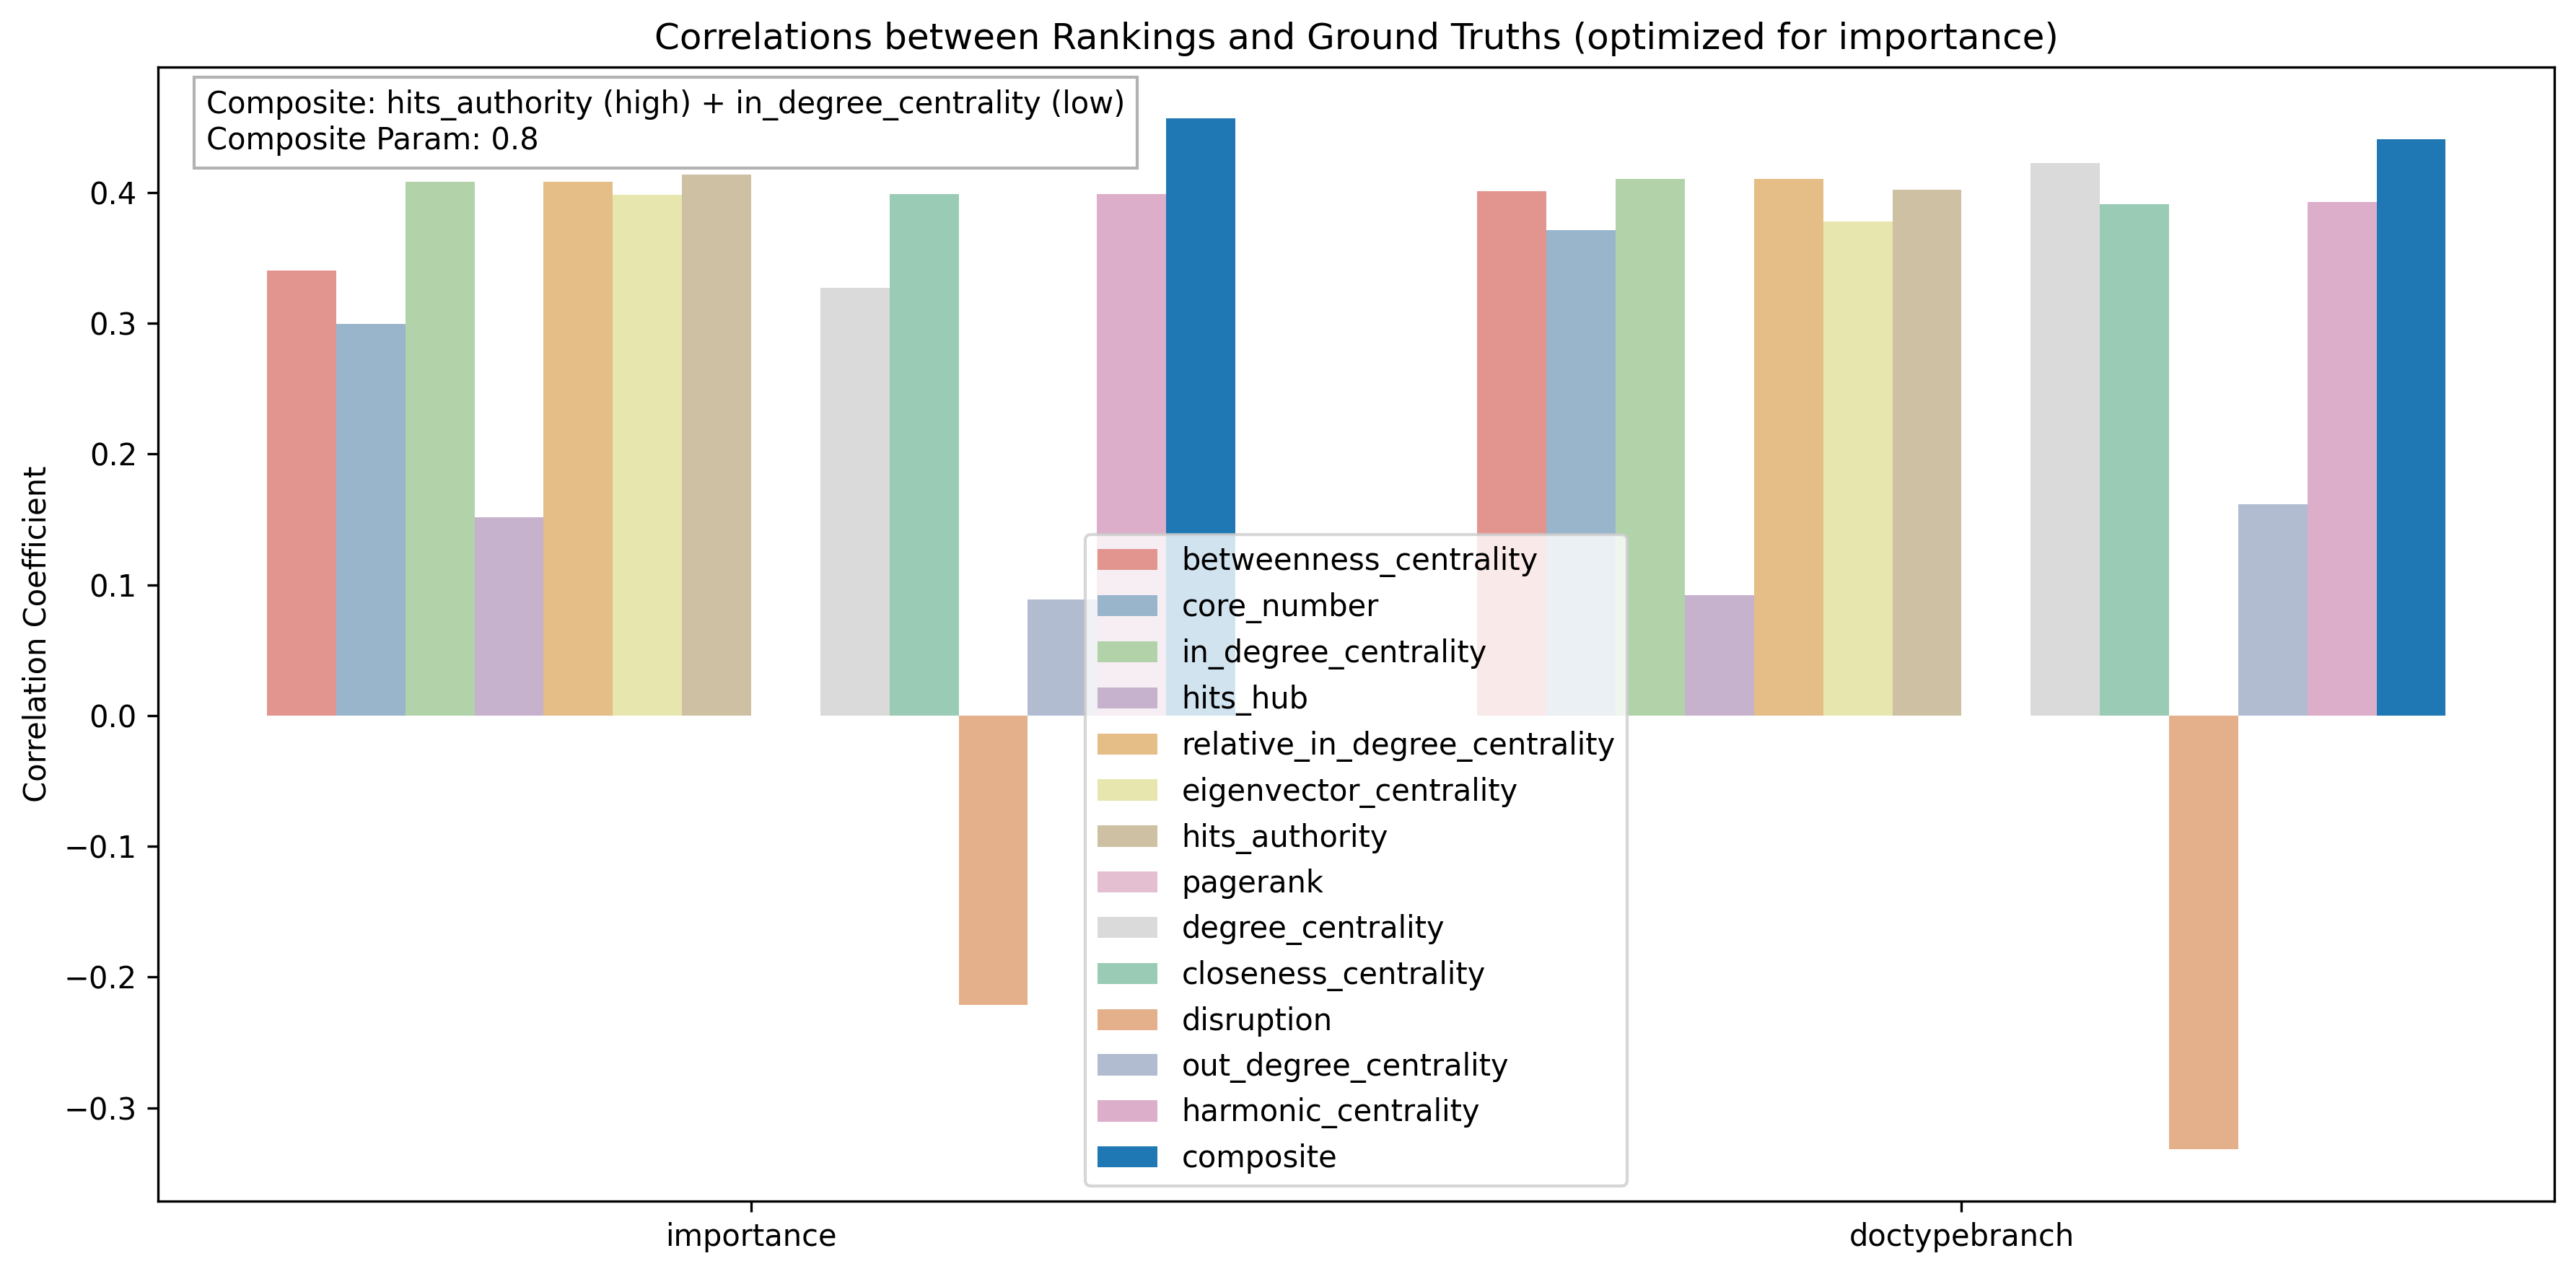 Correlations between Rankings and Ground Truths (optimized for importance)
Composite: hits_authority (high) + in_degree_centrality (low)
Composite Param: 0.8
Correlation Coefficient
0.4
0.3
0.2
0.1
0.0
−0.1
−0.2
−0.3
betweenness_centrality
core_number
in_degree_centrality
hits_hub
relative_in_degree_centrality
eigenvector_centrality
hits_authority
pagerank
degree_centrality
closeness_centrality
disruption
out_degree_centrality
harmonic_centrality
composite
importance
doctypebranch